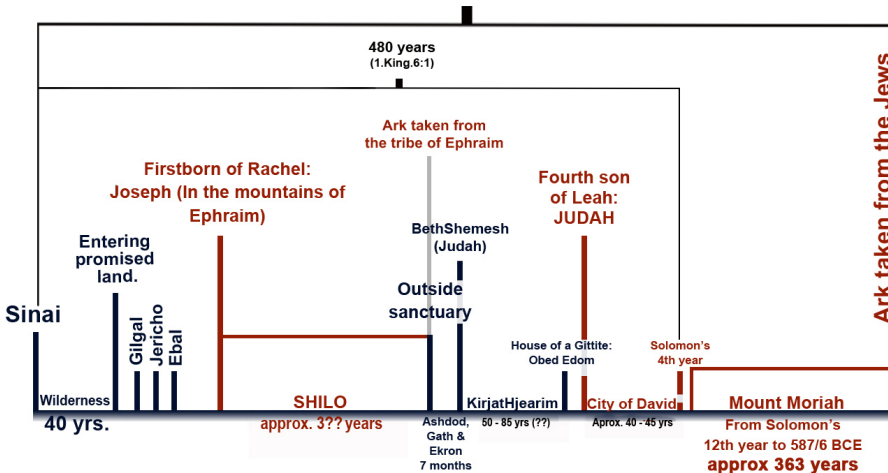 480 years
(1.King.6:1)
Ark taken from
the tribe of Ephraim
Ark taken from the Jews
Firstborn of Rachel:
Joseph (In the mountains of
Ephraim)
Fourth son
of Leah:
JUDAH
BethShemesh
(Judah)
Entering
promised
land.
Outside
sanctuary
Sinai
Gilgal
Jericho
Ebal
House of a Gittite:
Obed Edom
Solomon's
4th year
Wilderness
40 yrs.
SHILO
approx. 3?? years
Ashdod,
Gath &
Ekron
7 months
KirjatHjearim
50 - 85 yrs (??)
City of David
Aprox. 40 -45 yrs
Mount Moriah
From Solomon's
12th year to 587/6 BCE
approx 363 years